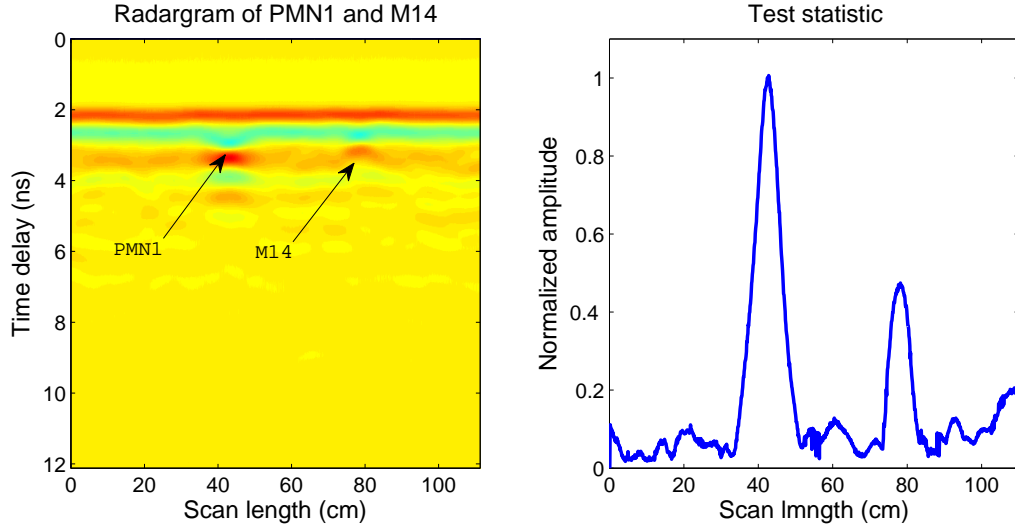 Radargram of PMN1 and M14
Time delay (ns)
0
2
4
6
8
10
12
PMN1
M14
0 20 40 60 80 100
Scan length (cm)
Test statistic
Normalized amplitude
1
0.8
0.6
0.4
0.2
0
0 20 40 60 80 100
Scan lmngth (cm)